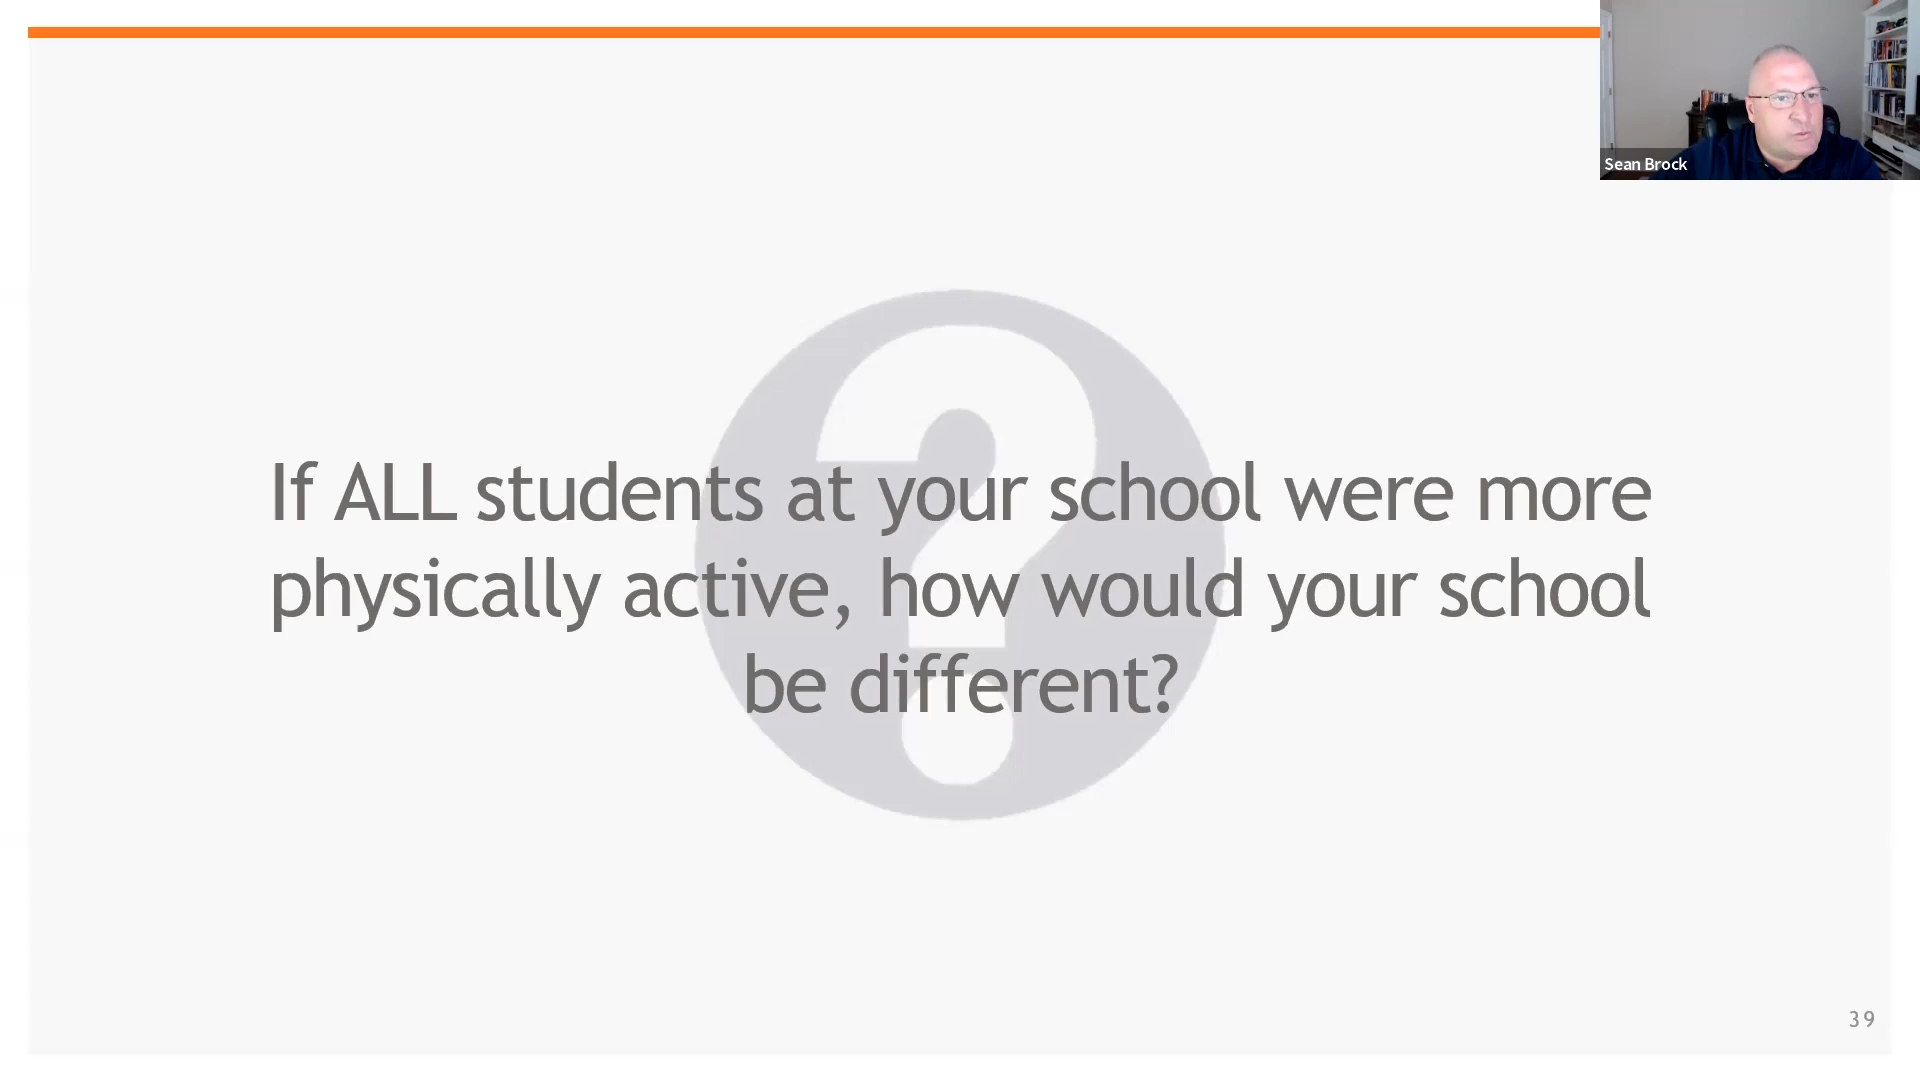 Sean Brock
If ALL students at your school were more
physically active, how would your school
be different?
39